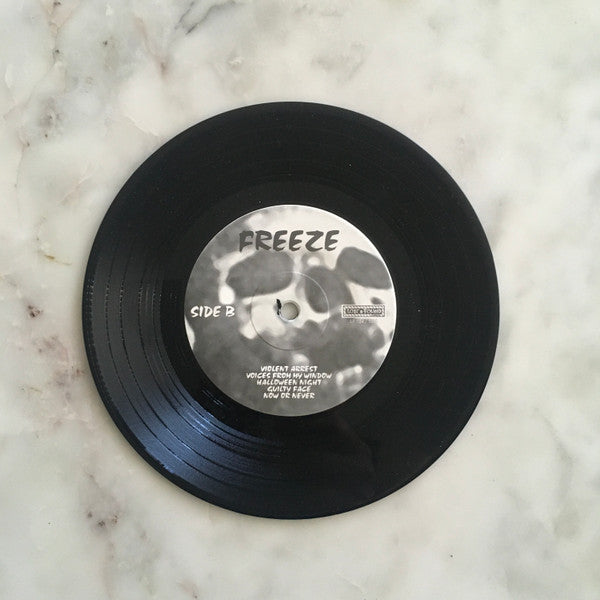 FREEZE
SIDE B
VIOLENT ARREST
VOICES FROM MY WINDOW
HALLOWEEN NIGHT
GUILTY FACE
NOW OR NEVER